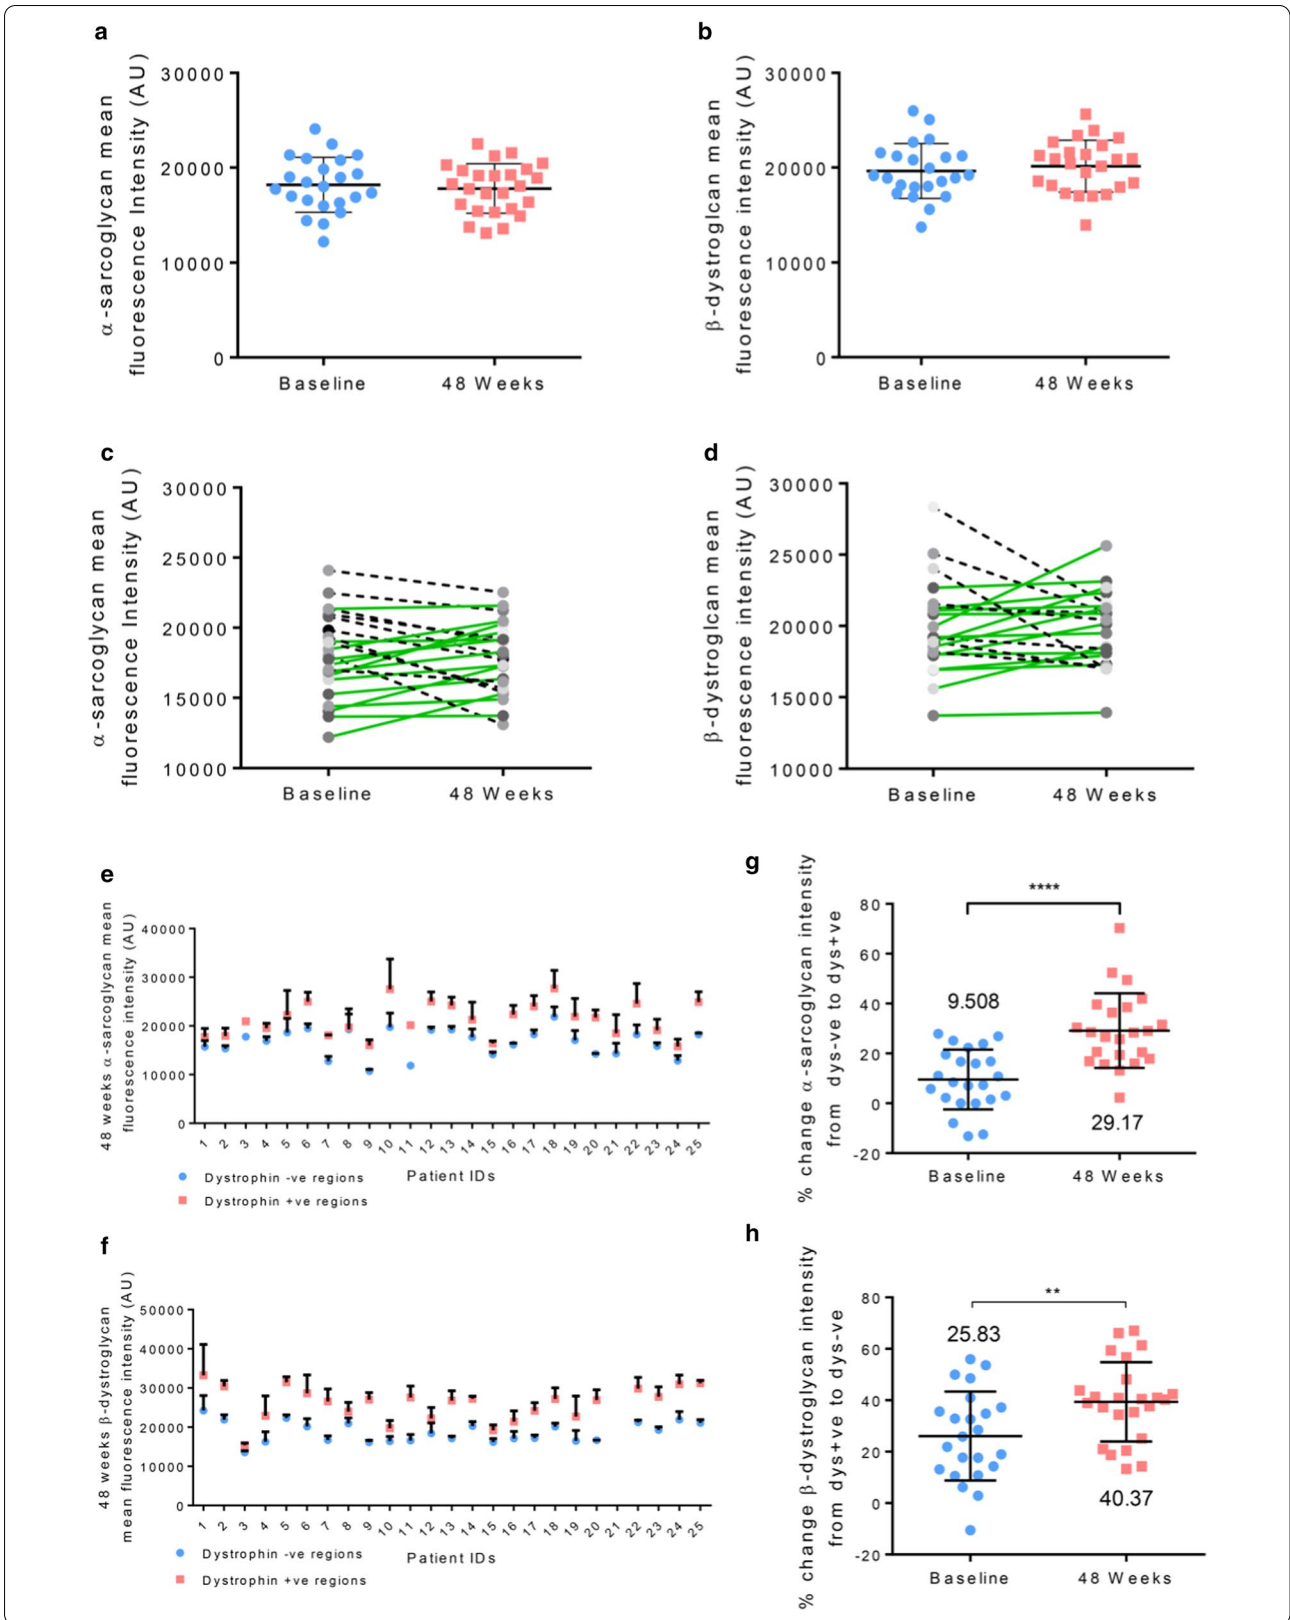 a
α-sarcoglycan mean
fluorescence Intensity (AU)
30000
20000
10000
0
Baseline
48 Weeks
b
β-dystroglcan mean
fluorescence intensity (AU)
30000
20000
10000
0
Baseline
48 Weeks
c
α-sarcoglycan mean
fluorescence Intensity (AU)
30000
25000
20000
15000
10000
Baseline
48 Weeks
d
β-dystroglcan mean
fluorescence intensity (AU)
30000
25000
20000
15000
10000
Baseline
48 Weeks
e
48 weeks α-sarcoglycan mean
fluorescence intensity (AU)
40000
30000
20000
10000
0
1 2 3 4 5 6 7 8 9 10 11 12 13 14 15 16 17 18 19 20 21 22 23 24 25
Patient IDs
Dystrophin -ve regions
Dystrophin +ve regions
g
% change α-sarcoglycan intensity
from dys-ve to dys+ve
80
60
40
20
0
-20
****
9.508
29.17
Baseline
48 Weeks
f
48 weeks β-dystroglycan
mean fluorescence intensity (AU)
50000
40000
30000
20000
10000
0
1 2 3 4 5 6 7 8 9 10 11 12 13 14 15 16 17 18 19 20 21 22 23 24 25
Patient IDs
Dystrophin -ve regions
Dystrophin +ve regions
h
% change β-dystroglycan intensity
from dys+ve to dys-ve
80
60
40
20
0
-20
**
25.83
40.37
Baseline
48 Weeks